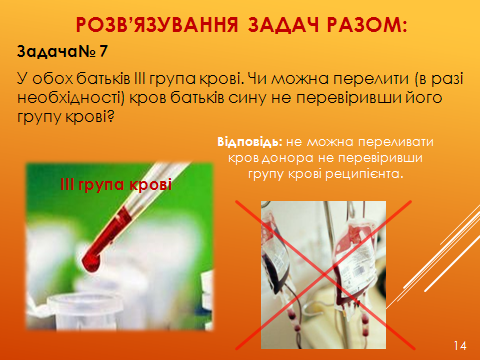 РОЗВ’ЯЗУВАННЯ ЗАДАЧ РАЗОМ:
Задача№ 7
У обох батьків ІІІ група крові. Чи можна перелити (в разі
необхідності) кров батьків сину не перевіривши його
групу крові?
Відповідь: не можна переливати
кров донора не перевіривши
групу крові реципієнта.
ІІІ група крові
14